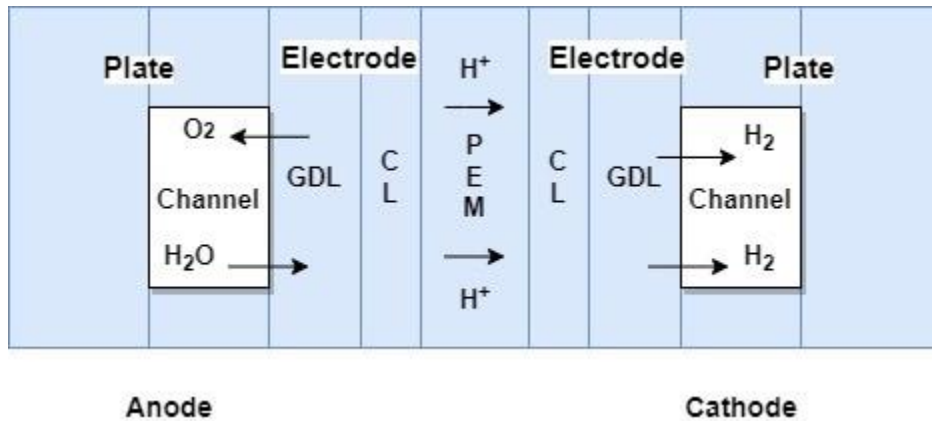 Plate
Electrode
H⁺
Electrode
Plate
O2
Channel
H₂O
GDL
C
L
P
E
M
H⁺
C
L
GDL
H₂
Channel
H₂
Anode
Cathode